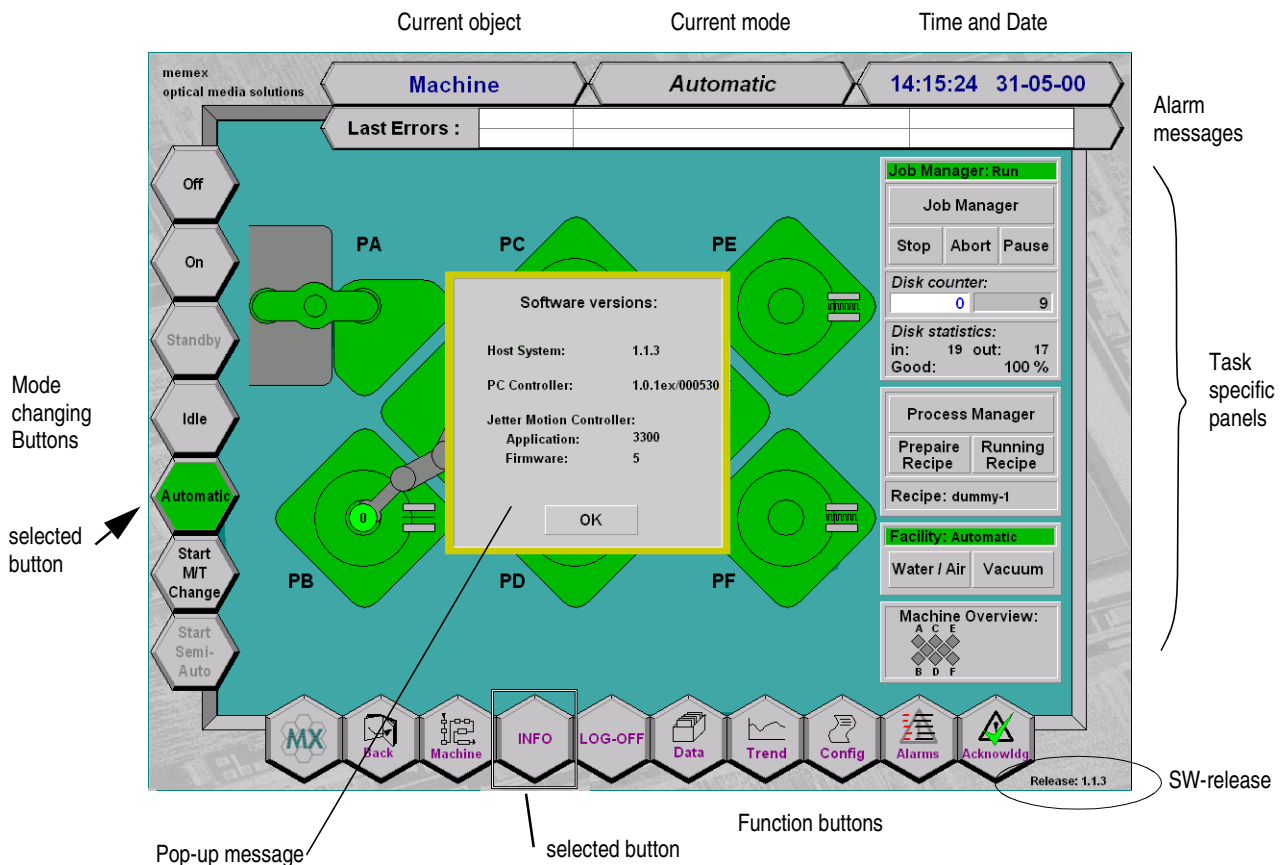 Current object
Current mode
Time and Date
memex
optical media solutions
Machine
Automatic
14:15:24 31-05-00
Last Errors :
Alarm
messages
Off
On
Standby
Idle
Automatic
Start
M/T
Change
Start
Semi-
Auto
Mode
changing
Buttons
selected
button
PA
PC
PE
PB
PD
PF
0
Software versions:
Host System: 1.1.3
PC Controller: 1.0.1ex/000530
Jetter Motion Controller:
Application: 3300
Firmware: 5
OK
Job Manager: Run
Job Manager
Stop Abort Pause
Disk counter:
0 9
Disk statistics:
in: 19 out: 17
Good: 100 %
Process Manager
Prepaire
Recipe
Running
Recipe
Recipe: dummy-1
Facility: Automatic
Water / Air Vacuum
Machine Overview:
A C E
B D F
Task
specific
panels
MX
Back
Machine
INFO
LOG-OFF
Data
Trend
Config
Alarms
Acknowldg
Release: 1.1.3
SW-release
Function buttons
selected button
Pop-up message